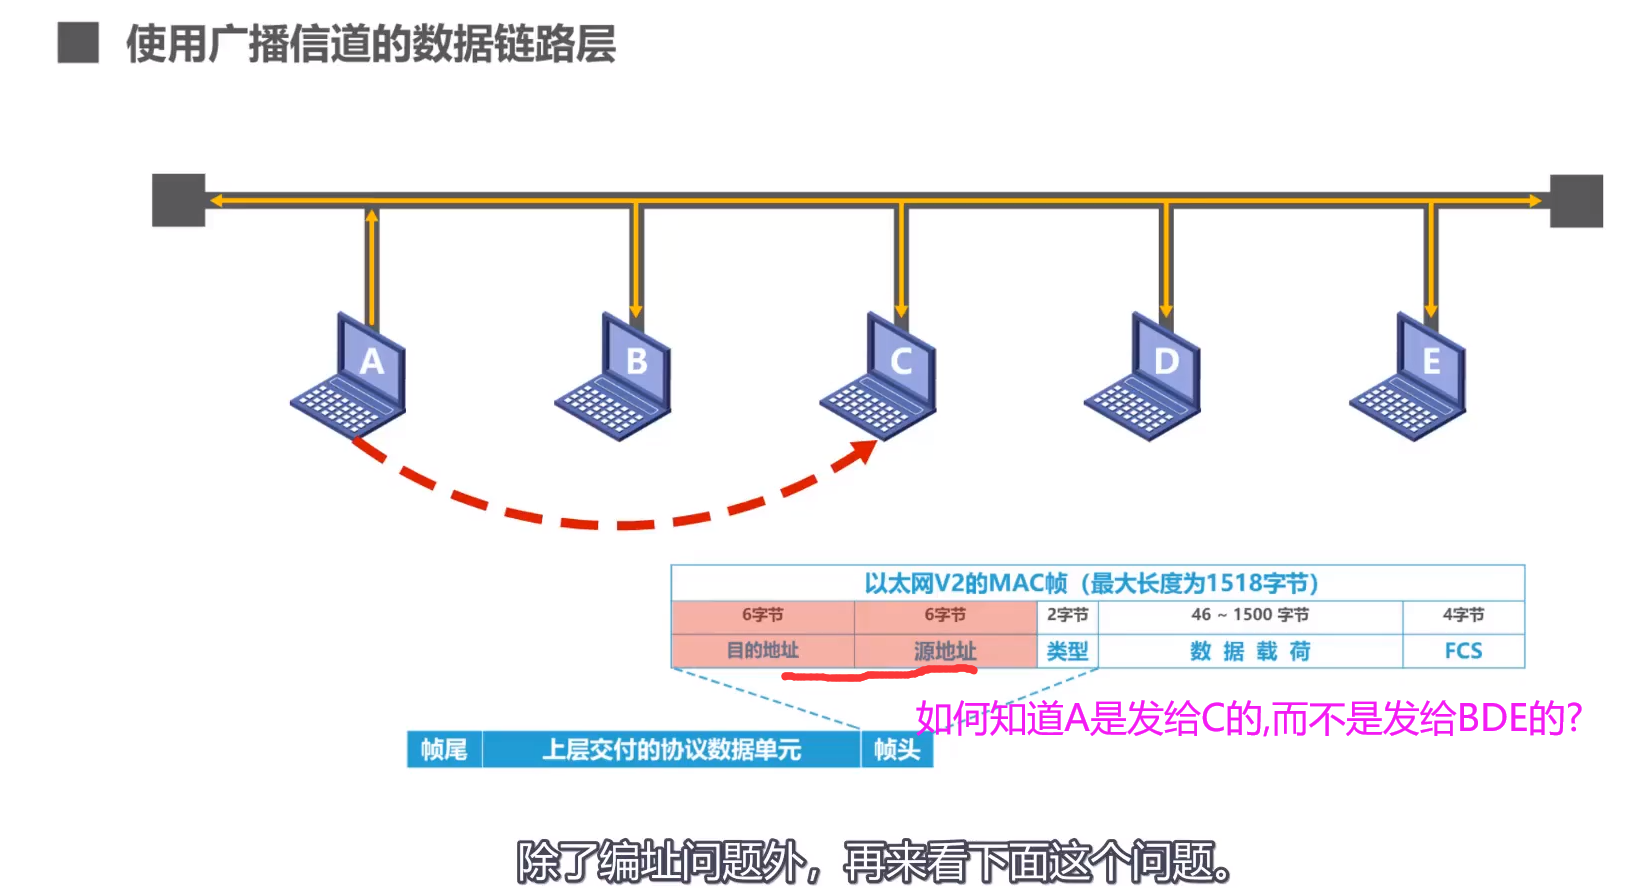 使用广播信道的数据链路层
A B C D E
以太网V2的MAC帧（最大长度为1518字节）
6字节 6字节 2字节 46 ~ 1500 字节 4字节
目的地址 源地址 类型 数据载荷 FCS
如何知道A是发给C的,而不是发给BDE的?
帧尾 上层交付的协议数据单元 帧头
除了编址问题外，再来看下面这个问题。